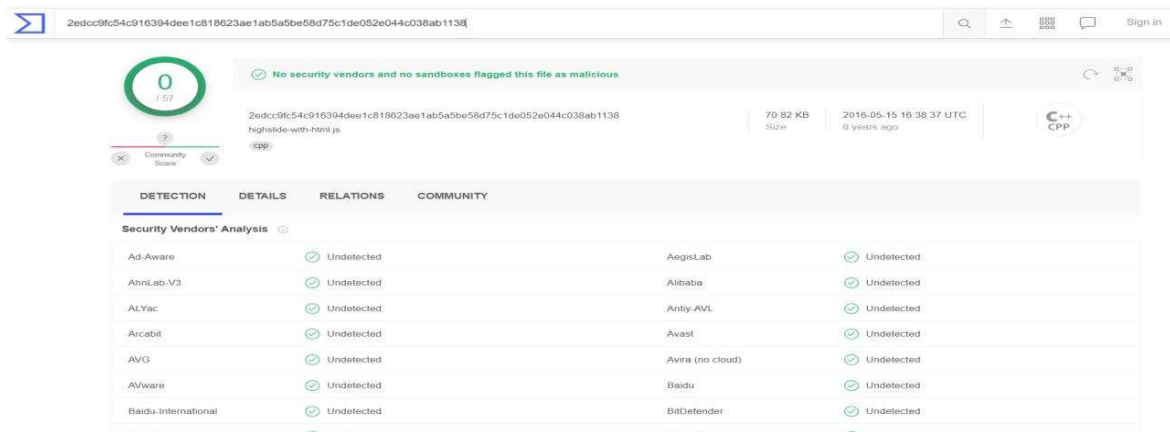 2edcc9fc54c916394dee1c818623ae1ab5a5be58d75c1de052e044c038ab1138
Sign in
0
/ 57
No security vendors and no sandboxes flagged this file as malicious
2edcc9fc54c916394dee1c818623ae1ab5a5be58d75c1de052e044c038ab1138
highslide-with-html.js
cpp
70.82 KB
Size
2016-05-15 16 38 37 UTC
6 years ago
C++
CPP
?
Community
Score
DETECTION DETAILS RELATIONS COMMUNITY
Security Vendors' Analysis
Ad-Aware Undetected AegisLab Undetected
AhnLab-V3 Undetected Alibaba Undetected
ALYac Undetected Antiy-AVL Undetected
Arcabit Undetected Avast Undetected
AVG Undetected Avira (no cloud) Undetected
AVware Undetected Baidu Undetected
Baidu-International Undetected BitDefender Undetected